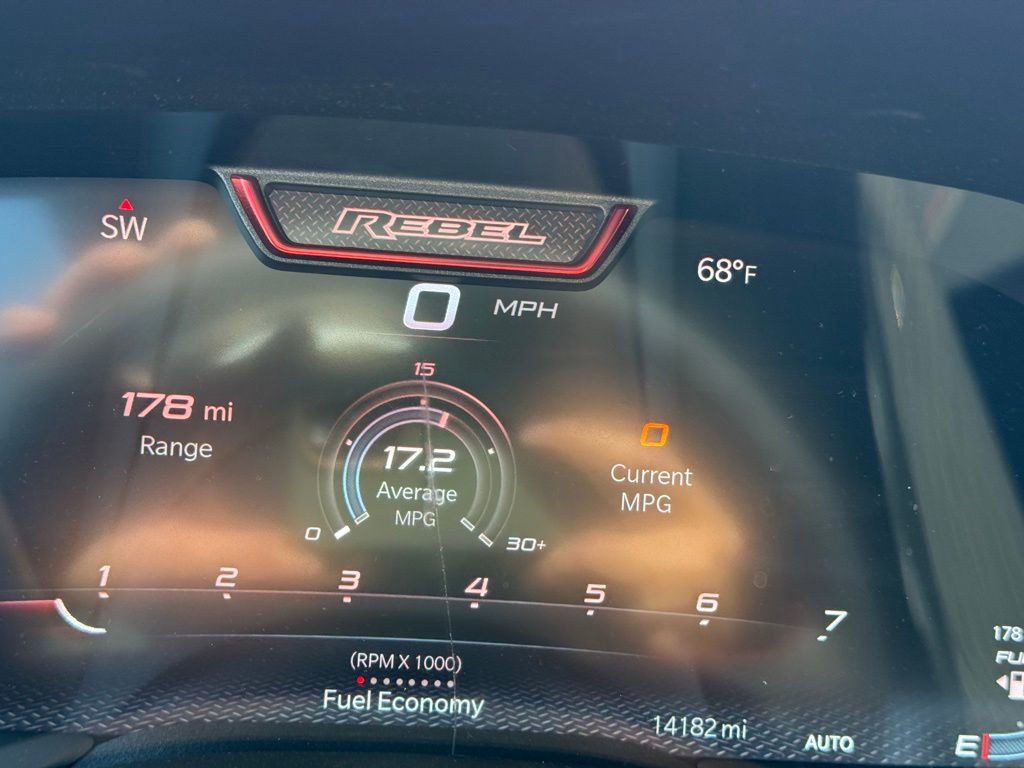 REBEL
SW
68°F
0 MPH
15
178 mi
Range
17.2
Average
MPG
0
Current
MPG
0
30+
1 2 3 4 5 6 7
(RPM X 1000)
Fuel Economy
14182 mi
AUTO
178
E